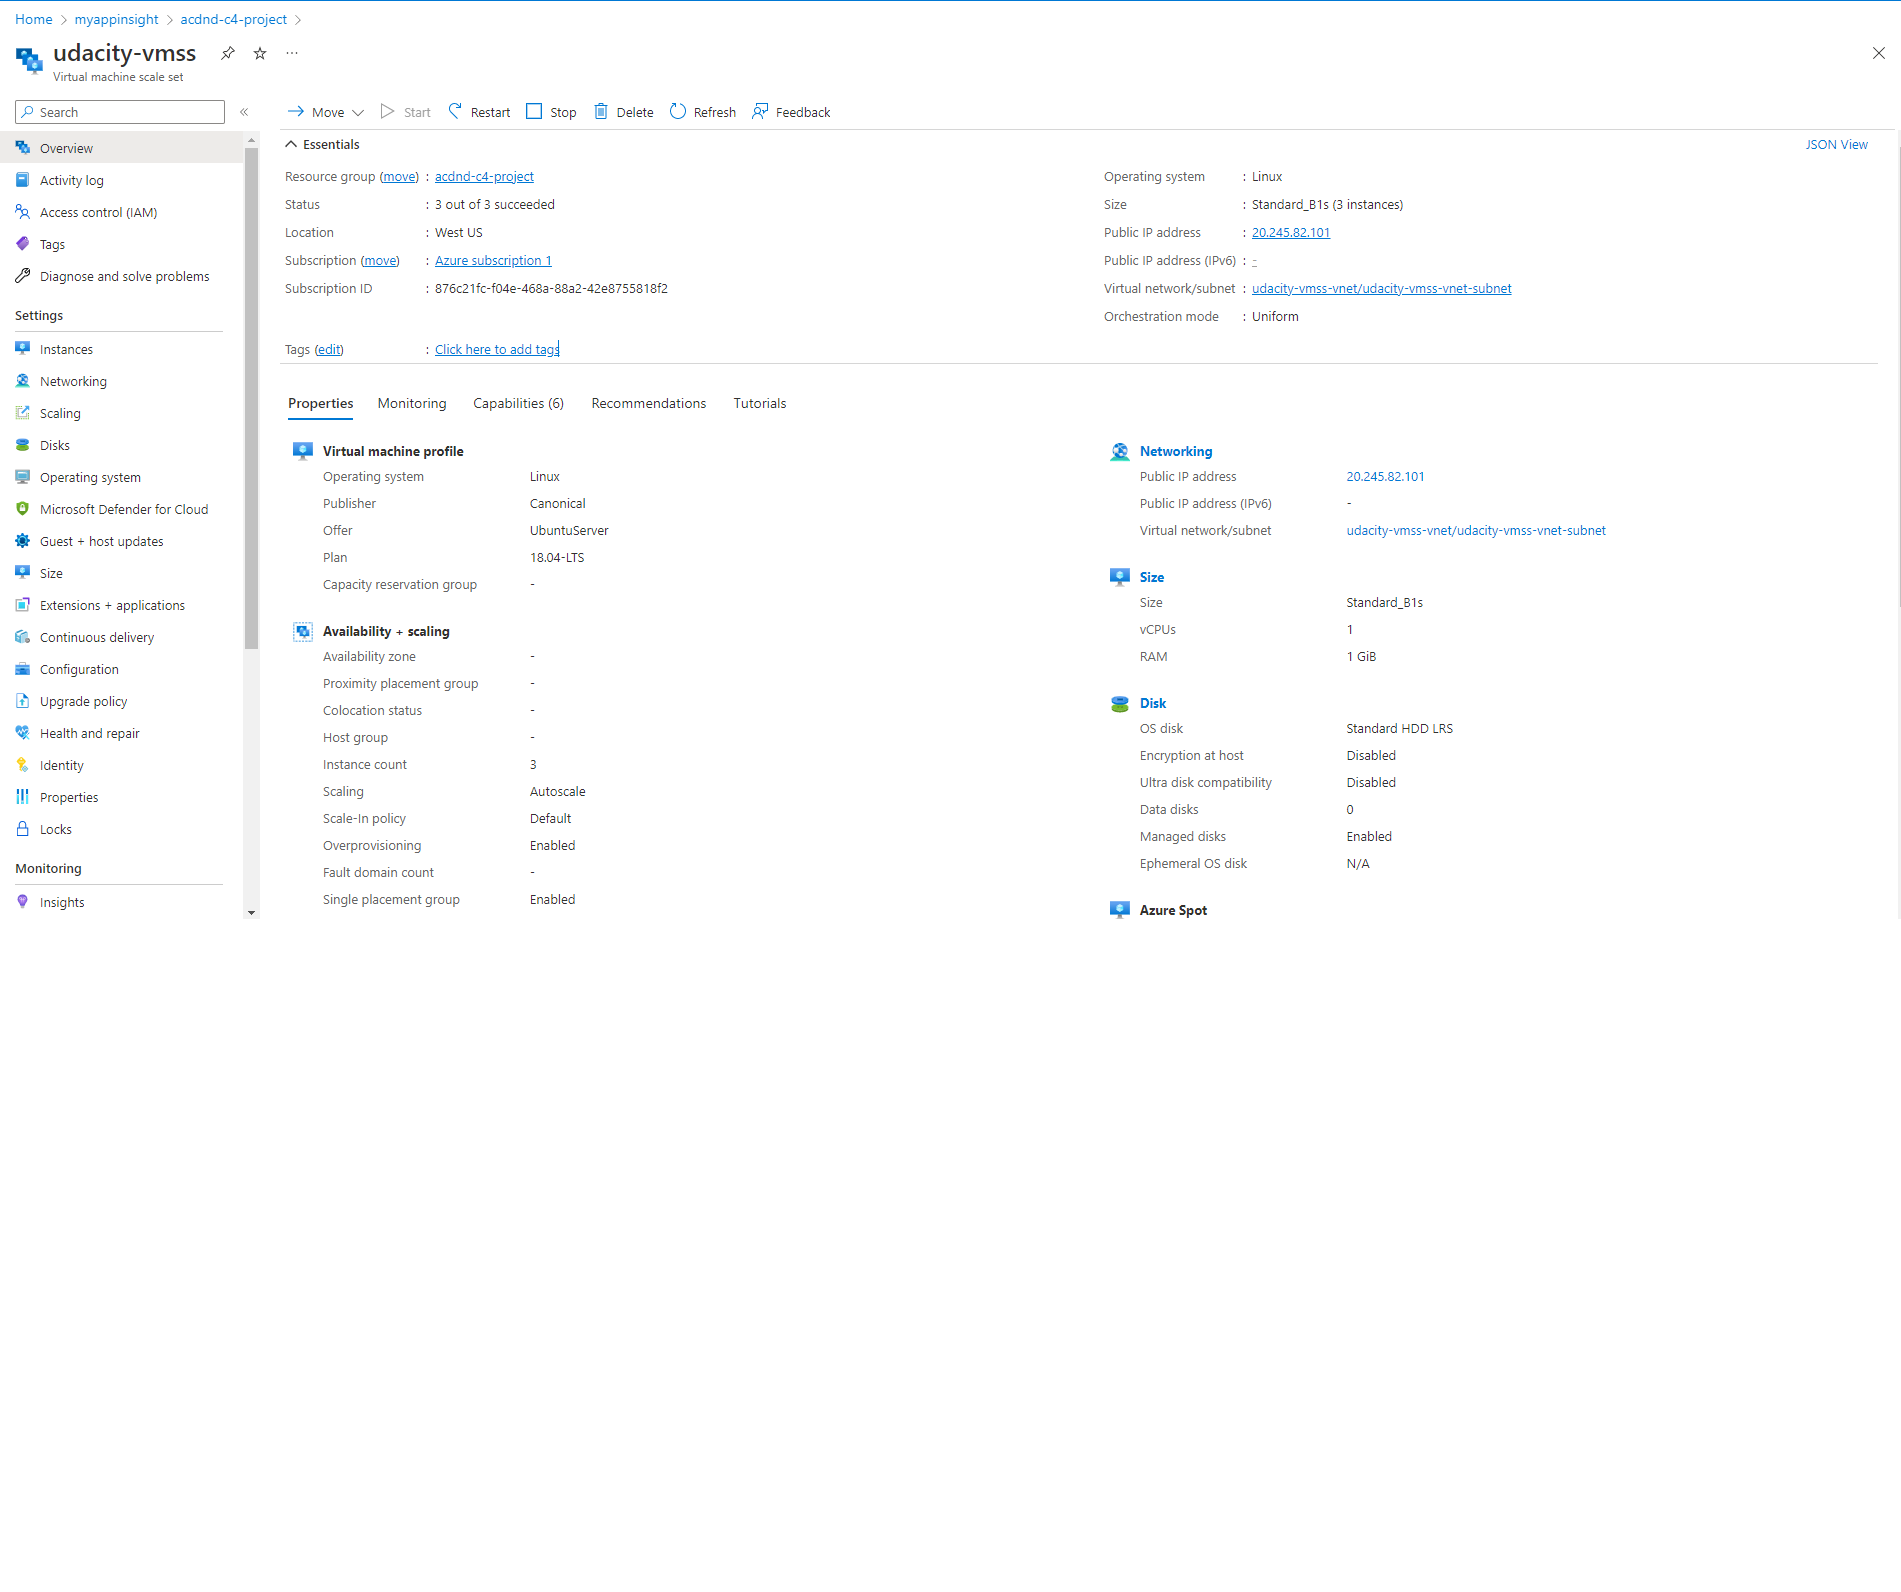 Home > myappinsight > acdnd-c4-project >
udacity-vmss
Virtual machine scale set
Search
Move
Start
Restart
Stop
Delete
Refresh
Feedback
Overview
Activity log
Access control (IAM)
Tags
Diagnose and solve problems
Settings
Instances
Networking
Scaling
Disks
Operating system
Microsoft Defender for Cloud
Guest + host updates
Size
Extensions + applications
Continuous delivery
Configuration
Upgrade policy
Health and repair
Identity
Properties
Locks
Monitoring
Insights
Essentials
JSON View
Resource group (move) : acdnd-c4-project
Status : 3 out of 3 succeeded
Location : West US
Subscription (move) : Azure subscription 1
Subscription ID : 876c21fc-f04e-468a-88a2-42e8755818f2
Operating system : Linux
Size : Standard_B1s (3 instances)
Public IP address : 20.245.82.101
Public IP address (IPv6) : -
Virtual network/subnet : udacity-vmss-vnet/udacity-vmss-vnet-subnet
Orchestration mode : Uniform
Tags (edit) : Click here to add tags
Properties
Monitoring
Capabilities (6)
Recommendations
Tutorials
Virtual machine profile
Operating system Linux
Publisher Canonical
Offer UbuntuServer
Plan 18.04-LTS
Capacity reservation group -
Availability + scaling
Availability zone -
Proximity placement group -
Colocation status -
Host group -
Instance count 3
Scaling Autoscale
Scale-In policy Default
Overprovisioning Enabled
Fault domain count -
Single placement group Enabled
Networking
Public IP address 20.245.82.101
Public IP address (IPv6) -
Virtual network/subnet udacity-vmss-vnet/udacity-vmss-vnet-subnet
Size
Size Standard_B1s
vCPUs 1
RAM 1 GiB
Disk
OS disk Standard HDD LRS
Encryption at host Disabled
Ultra disk compatibility Disabled
Data disks 0
Managed disks Enabled
Ephemeral OS disk N/A
Azure Spot